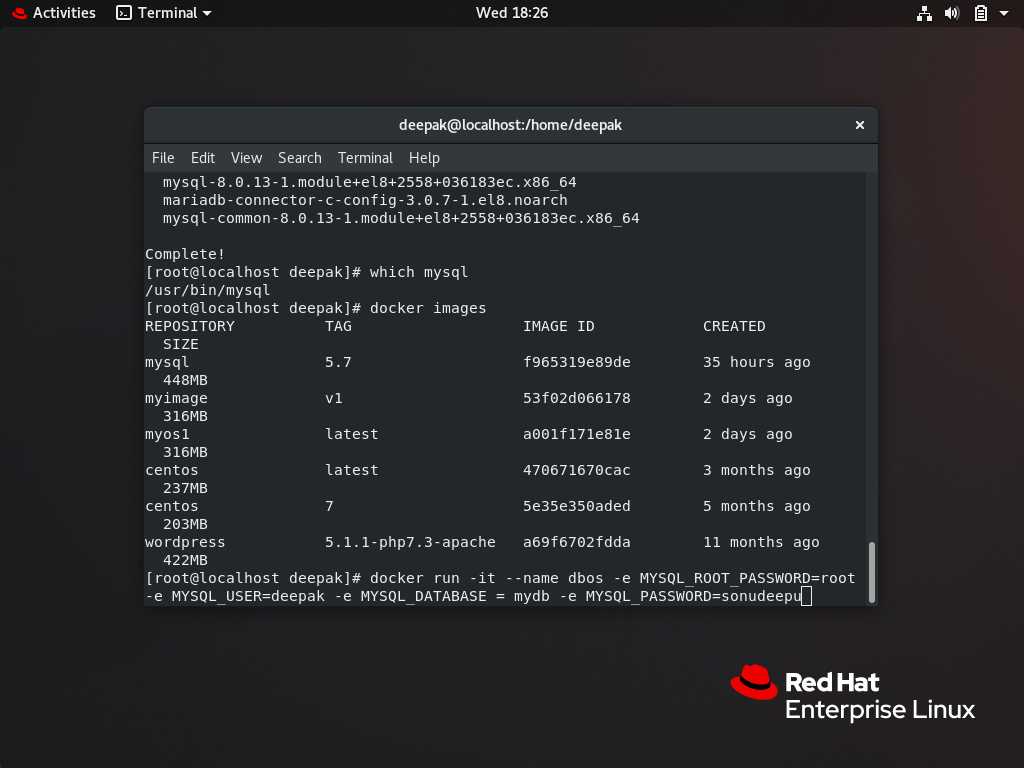 Activities Terminal Wed 18:26
deepak@localhost:/home/deepak ×
File Edit View Search Terminal Help
mysql-8.0.13-1.module+el8+2558+036183ec.x86_64
mariadb-connector-c-config-3.0.7-1.el8.noarch
mysql-common-8.0.13-1.module+el8+2558+036183ec.x86_64
Complete!
[root@localhost deepak]# which mysql
/usr/bin/mysql
[root@localhost deepak]# docker images
REPOSITORY TAG IMAGE ID CREATED
SIZE
mysql 5.7 f965319e89de 35 hours ago
448MB
myimage v1 53f02d066178 2 days ago
316MB
myos1 latest a001f171e81e 2 days ago
316MB
centos latest 470671670cac 3 months ago
237MB
centos 7 5e35e350aded 5 months ago
203MB
wordpress 5.1.1-php7.3-apache a69f6702fdda 11 months ago
422MB
[root@localhost deepak]# docker run -it --name dbos -e MYSQL_ROOT_PASSWORD=root
-e MYSQL_USER=deepak -e MYSQL_DATABASE = mydb -e MYSQL_PASSWORD=sonudeepu
Red Hat
Enterprise Linux